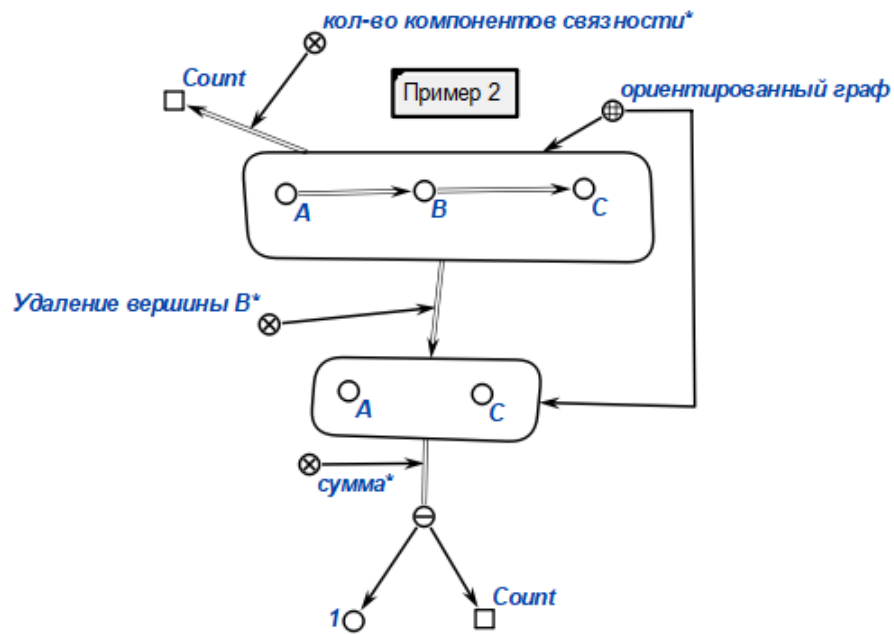 кол-во компонентов связности*
Count
Пример 2
ориентированный граф
A
B
C
Удаление вершины B*
A
C
сумма*
Count
1